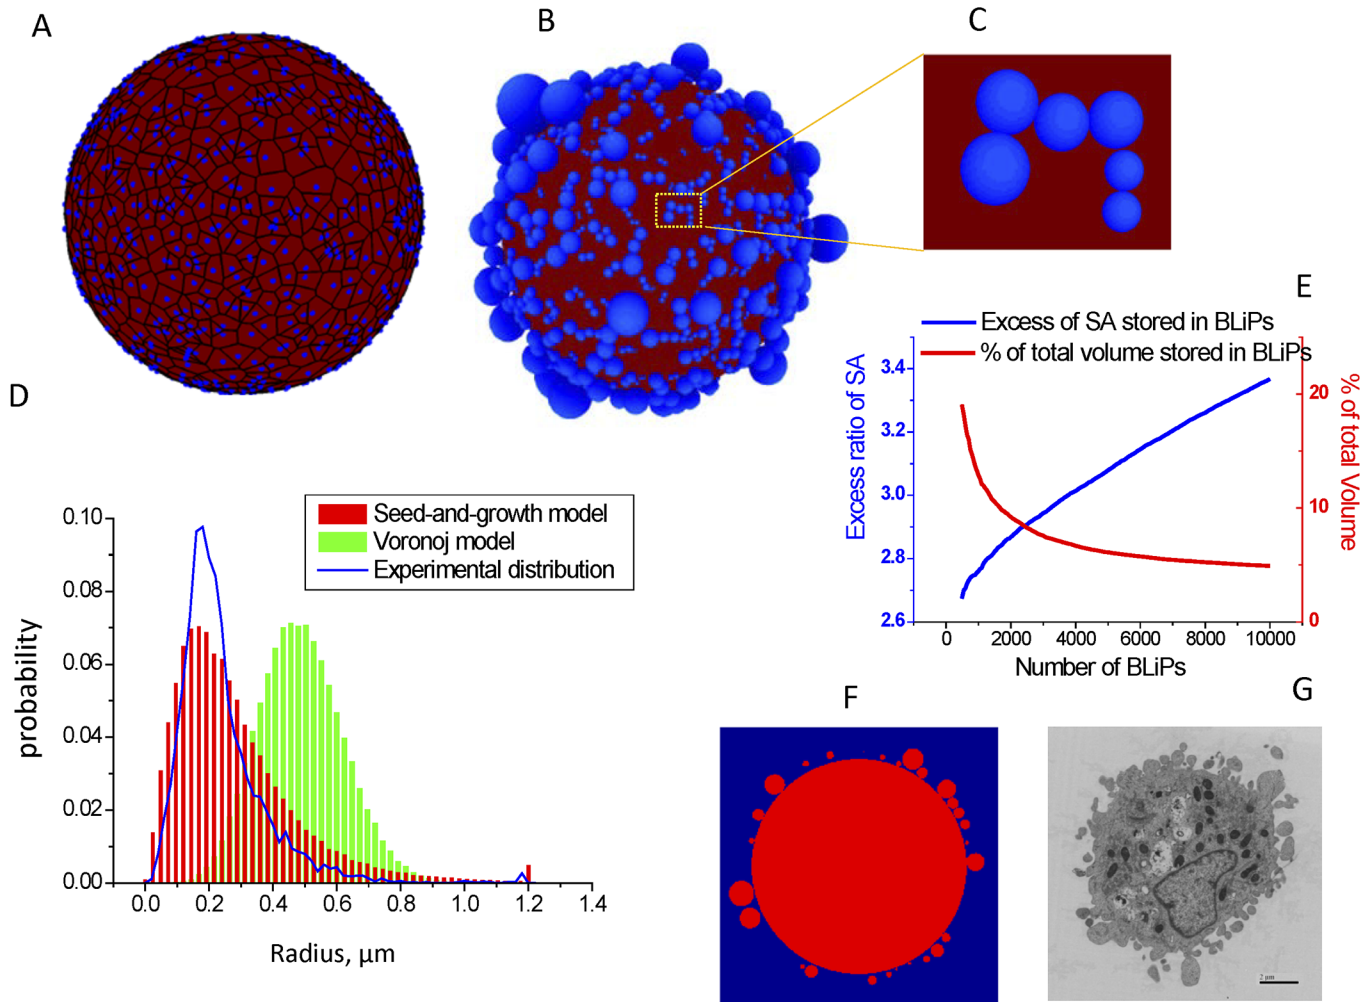 A
B
C
D
E
Excess of SA stored in BLiPs
% of total volume stored in BLiPs
Excess ratio of SA
3.4
3.2
3.0
2.8
2.6
20
10
0
% of total Volume
0 2000 4000 6000 8000 10000
Number of BLiPs
Seed-and-growth model
Voronoj model
Experimental distribution
probability
0.10
0.08
0.06
0.04
0.02
0.00
0.0 0.2 0.4 0.6 0.8 1.0 1.2 1.4
Radius, µm
F
G
2 µm